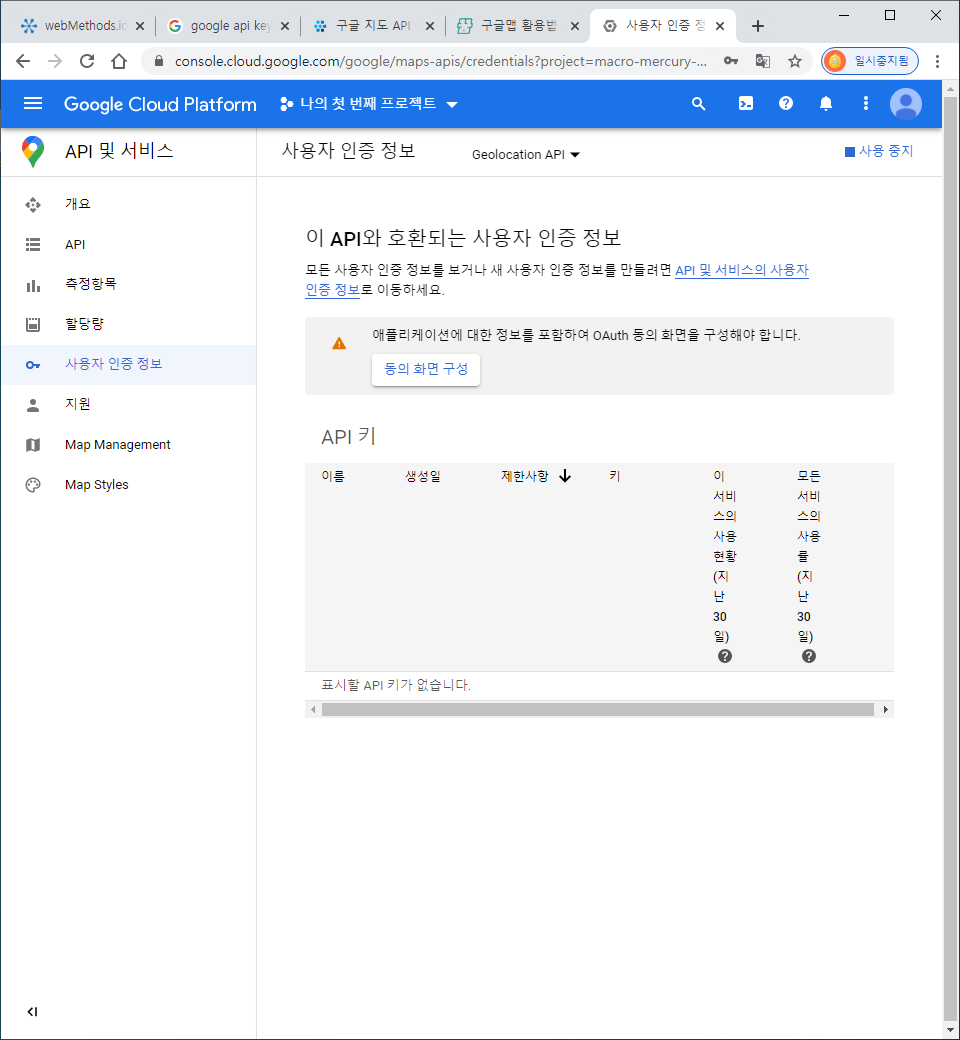 webMethods.io
google api key
구글 지도 API
구글맵 활용법
사용자 인증 정
console.cloud.google.com/google/maps-apis/credentials?project=macro-mercury-...
일시중지됨
Google Cloud Platform
나의 첫 번째 프로젝트
API 및 서비스
사용자 인증 정보
Geolocation API
사용 중지
개요
API
측정항목
할당량
사용자 인증 정보
지원
Map Management
Map Styles
이 API와 호환되는 사용자 인증 정보
모든 사용자 인증 정보를 보거나 새 사용자 인증 정보를 만들려면 API 및 서비스의 사용자
인증 정보로 이동하세요.
애플리케이션에 대한 정보를 포함하여 OAuth 동의 화면을 구성해야 합니다.
동의 화면 구성
API 키
이름
생성일
제한사항
키
이
서비
스의
사용
현황
(지
난
30
일)
모든
서비
스의
사용
률
(지
난
30
일)
표시할 API 키가 없습니다.